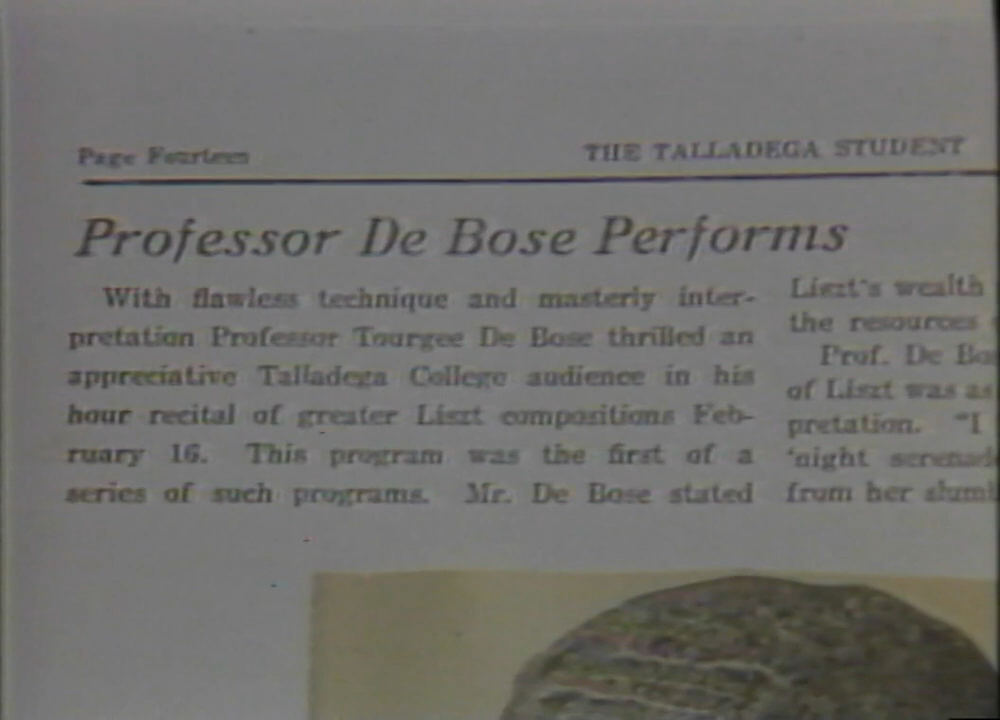 Page Fourteen
THE TALLADEGA STUDENT
Professor De Bose Performs
With flawless technique and masterly inter-
pretation Professor Tourgee De Bose thrilled an
appreciative Talladega College audience in his
hour recital of greater Liszt compositions Feb-
ruary 16. This program was the first of a
series of such programs. Mr. De Bose stated
Liszt's wealth
the resources
Prof. De Bo
of Liszt was as
pretation. "I
'night serenad
from her slum